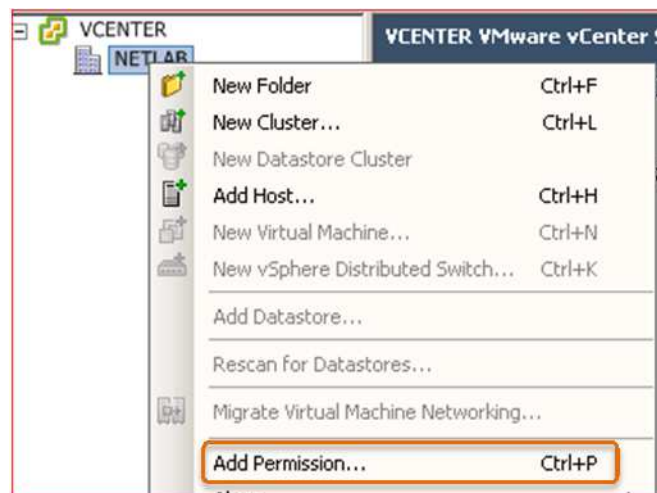 VCENTER
VCENTER VMware vCenter
NETLAB
New Folder Ctrl+F
New Cluster... Ctrl+L
New Datastore Cluster
Add Host... Ctrl+H
New Virtual Machine... Ctrl+N
New vSphere Distributed Switch... Ctrl+K
Add Datastore...
Rescan for Datastores...
Migrate Virtual Machine Networking...
Add Permission... Ctrl+P